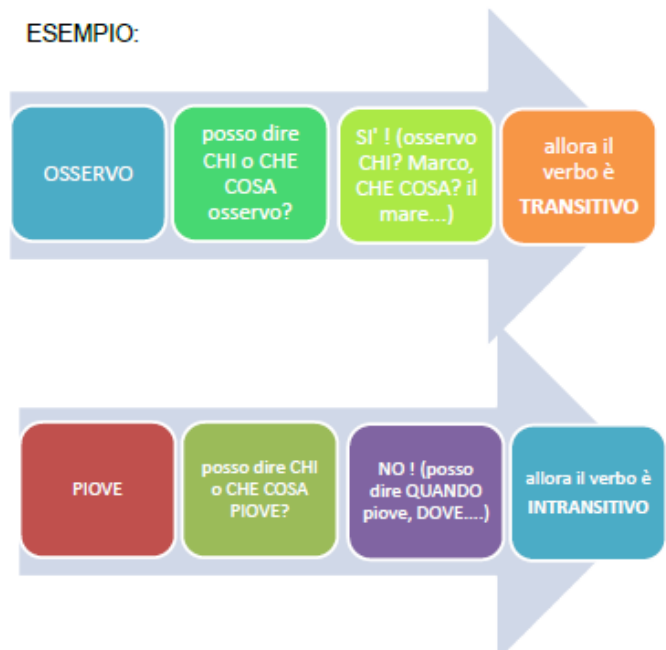 ESEMPIO:
OSSERVO
posso dire
CHI o CHE
COSA
osservo?
SI' ! (osservo
CHI? Marco,
CHE COSA? il
mare...)
allora il
verbo è
TRANSITIVO
PIOVE
posso dire CHI
o CHE COSA
PIOVE?
NO ! (posso
dire QUANDO
piove, DOVE....)
allora il verbo è
INTRANSITIVO